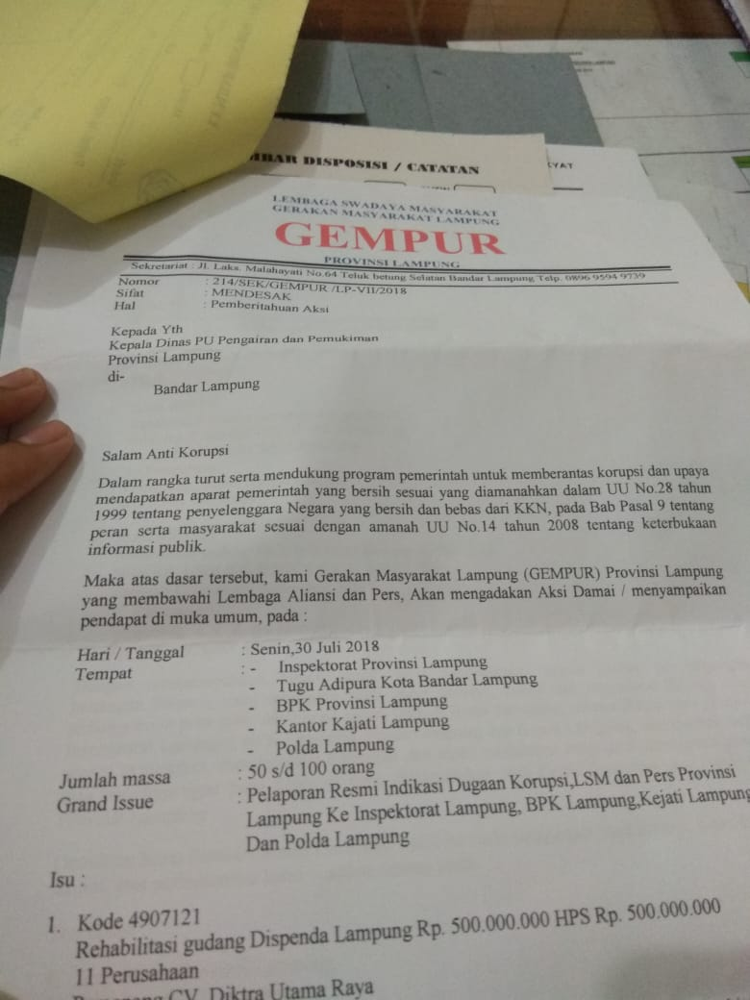 MBAR DISPOSISI / CATATAN
YAT
LEMBAGA SWADAYA MASYARAKAT
GERAKAN MASYARAKAT LAMPUNG
GEMPUR
PROVINSI LAMPUNG
Sekretariat : Jl. Laks. Malahayati No.64 Teluk betung Selatan Bandar Lampung Telp. 0896 9594 9739
Nomor : 214/SEK/GEMPUR /LP-VII/2018
Sifat : MENDESAK
Hal : Pemberitahuan Aksi
Kepada Yth
Kepala Dinas PU Pengairan dan Pemukiman
Provinsi Lampung
di-
Bandar Lampung
Salam Anti Korupsi
Dalam rangka turut serta mendukung program pemerintah untuk memberantas korupsi dan upaya
mendapatkan aparat pemerintah yang bersih sesuai yang diamanahkan dalam UU No.28 tahun
1999 tentang penyelenggara Negara yang bersih dan bebas dari KKN, pada Bab Pasal 9 tentang
peran serta masyarakat sesuai dengan amanah UU No.14 tahun 2008 tentang keterbukaan
informasi publik.
Maka atas dasar tersebut, kami Gerakan Masyarakat Lampung (GEMPUR) Provinsi Lampung
yang membawahi Lembaga Aliansi dan Pers, Akan mengadakan Aksi Damai / menyampaikan
pendapat di muka umum, pada :
Hari / Tanggal : Senin,30 Juli 2018
Tempat : - Inspektorat Provinsi Lampung
- Tugu Adipura Kota Bandar Lampung
- BPK Provinsi Lampung
- Kantor Kajati Lampung
- Polda Lampung
Jumlah massa : 50 s/d 100 orang
Grand Issue : Pelaporan Resmi Indikasi Dugaan Korupsi,LSM dan Pers Provinsi
Lampung Ke Inspektorat Lampung, BPK Lampung,Kejati Lampung
Dan Polda Lampung
Isu :
1. Kode 4907121
Rehabilitasi gudang Dispenda Lampung Rp. 500.000.000 HPS Rp. 500.000.000
11 Perusahaan
CV. Diktra Utama Raya